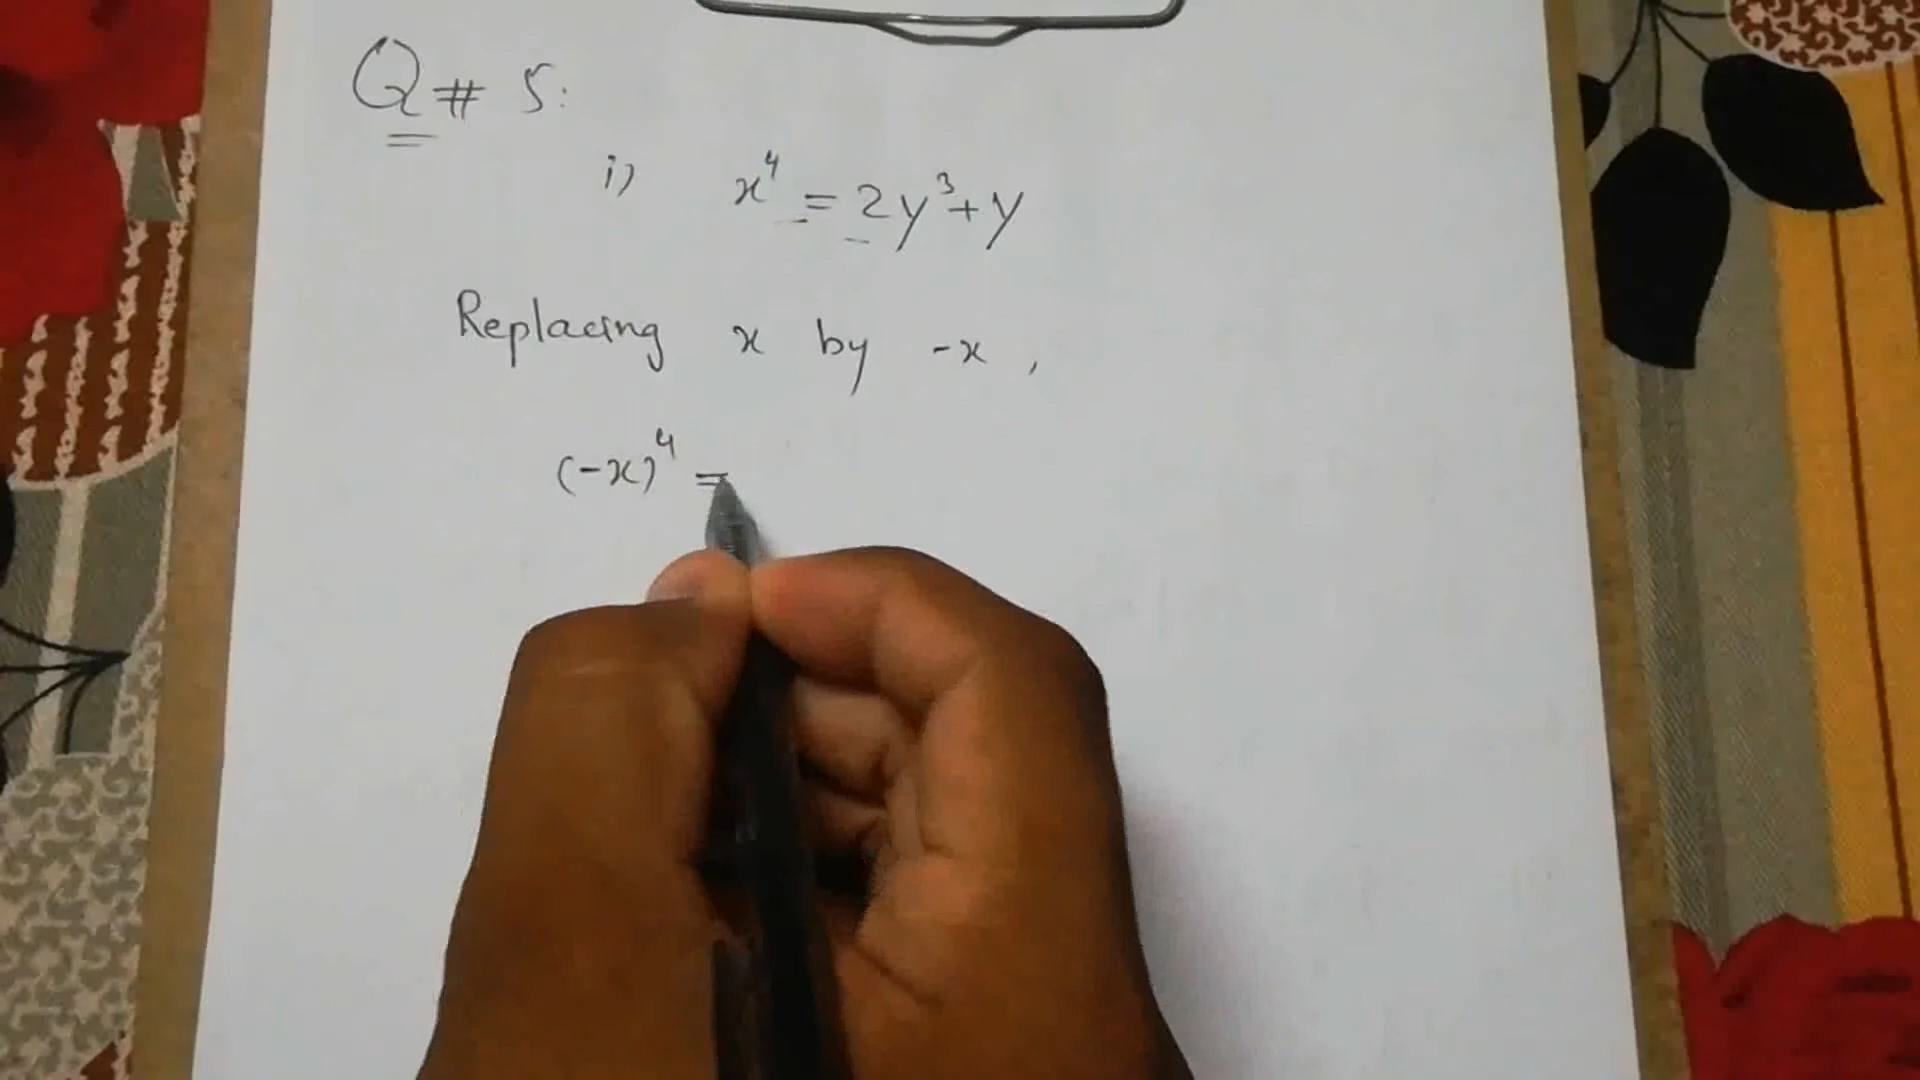 Q# 5:
i) x⁴ = 2y³+y
Replacing x by -x ,
(-x)⁴ =